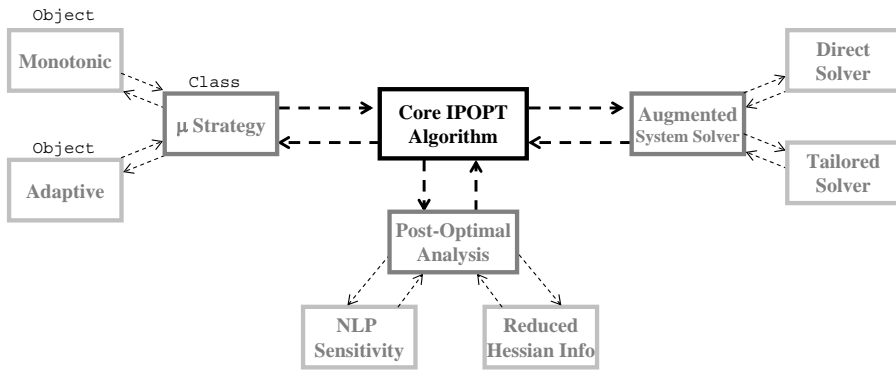 Object
Monotonic
Class
μ Strategy
Object
Adaptive
Core IPOPT
Algorithm
Augmented
System Solver
Direct
Solver
Tailored
Solver
Post-Optimal
Analysis
NLP
Sensitivity
Reduced
Hessian Info